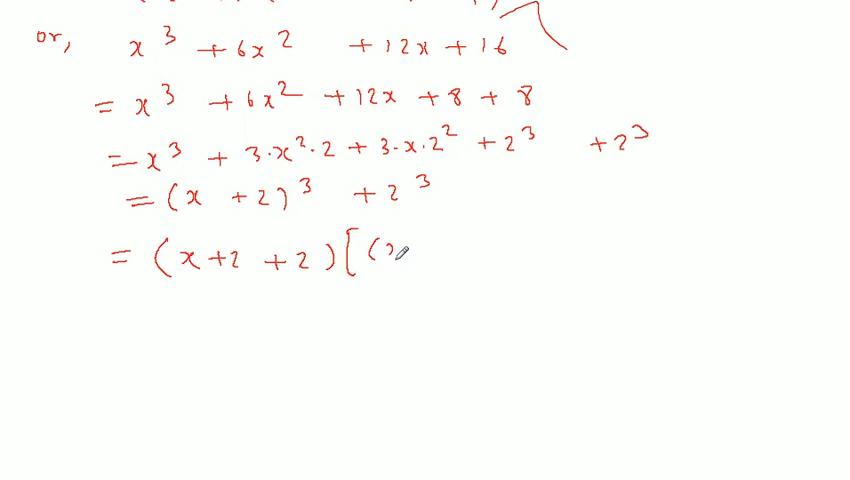 or, x³ + 6x² + 12x + 16
= x³ + 6x² + 12x + 8 + 8
= x³ + 3·x²·2 + 3·x·2² + 2³ + 2³
= (x + 2)³ + 2³
= (x + 2 + 2) [ (